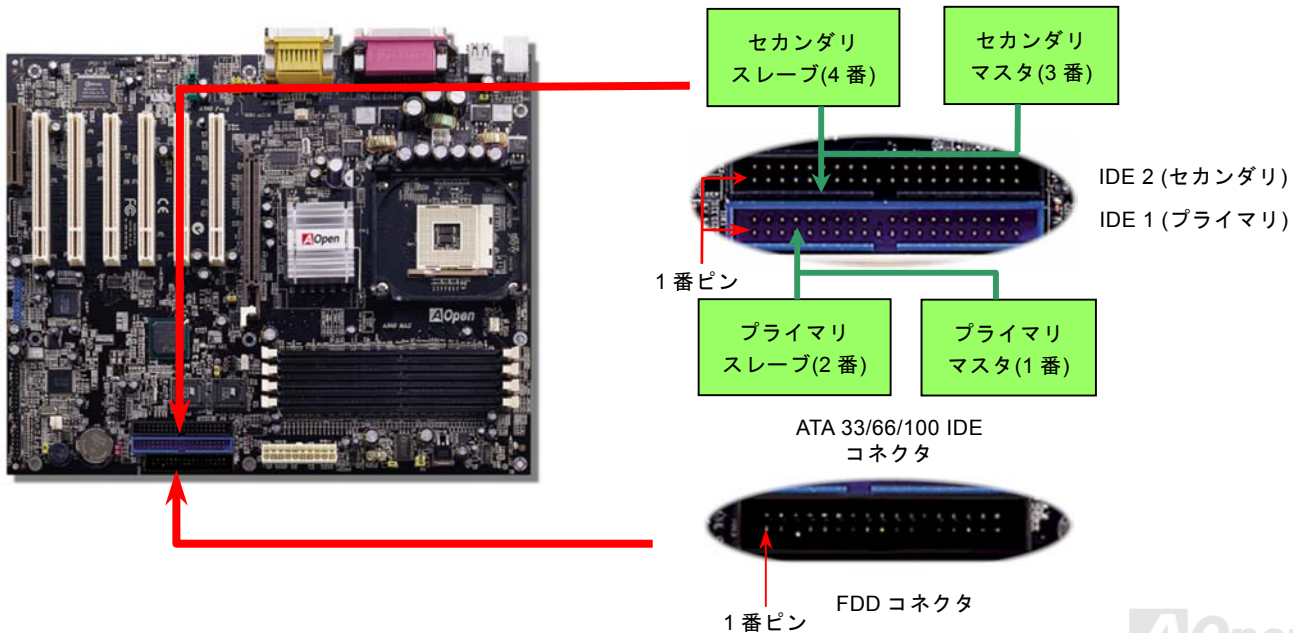 セカンダリ
スレーブ(4 番)
セカンダリ
マスタ(3 番)
IDE 2 (セカンダリ)
IDE 1 (プライマリ)
1 番ピン
プライマリ
スレーブ(2 番)
プライマリ
マスタ(1 番)
ATA 33/66/100 IDE
コネクタ
FDD コネクタ
1 番ピン
AOpen
AOpen